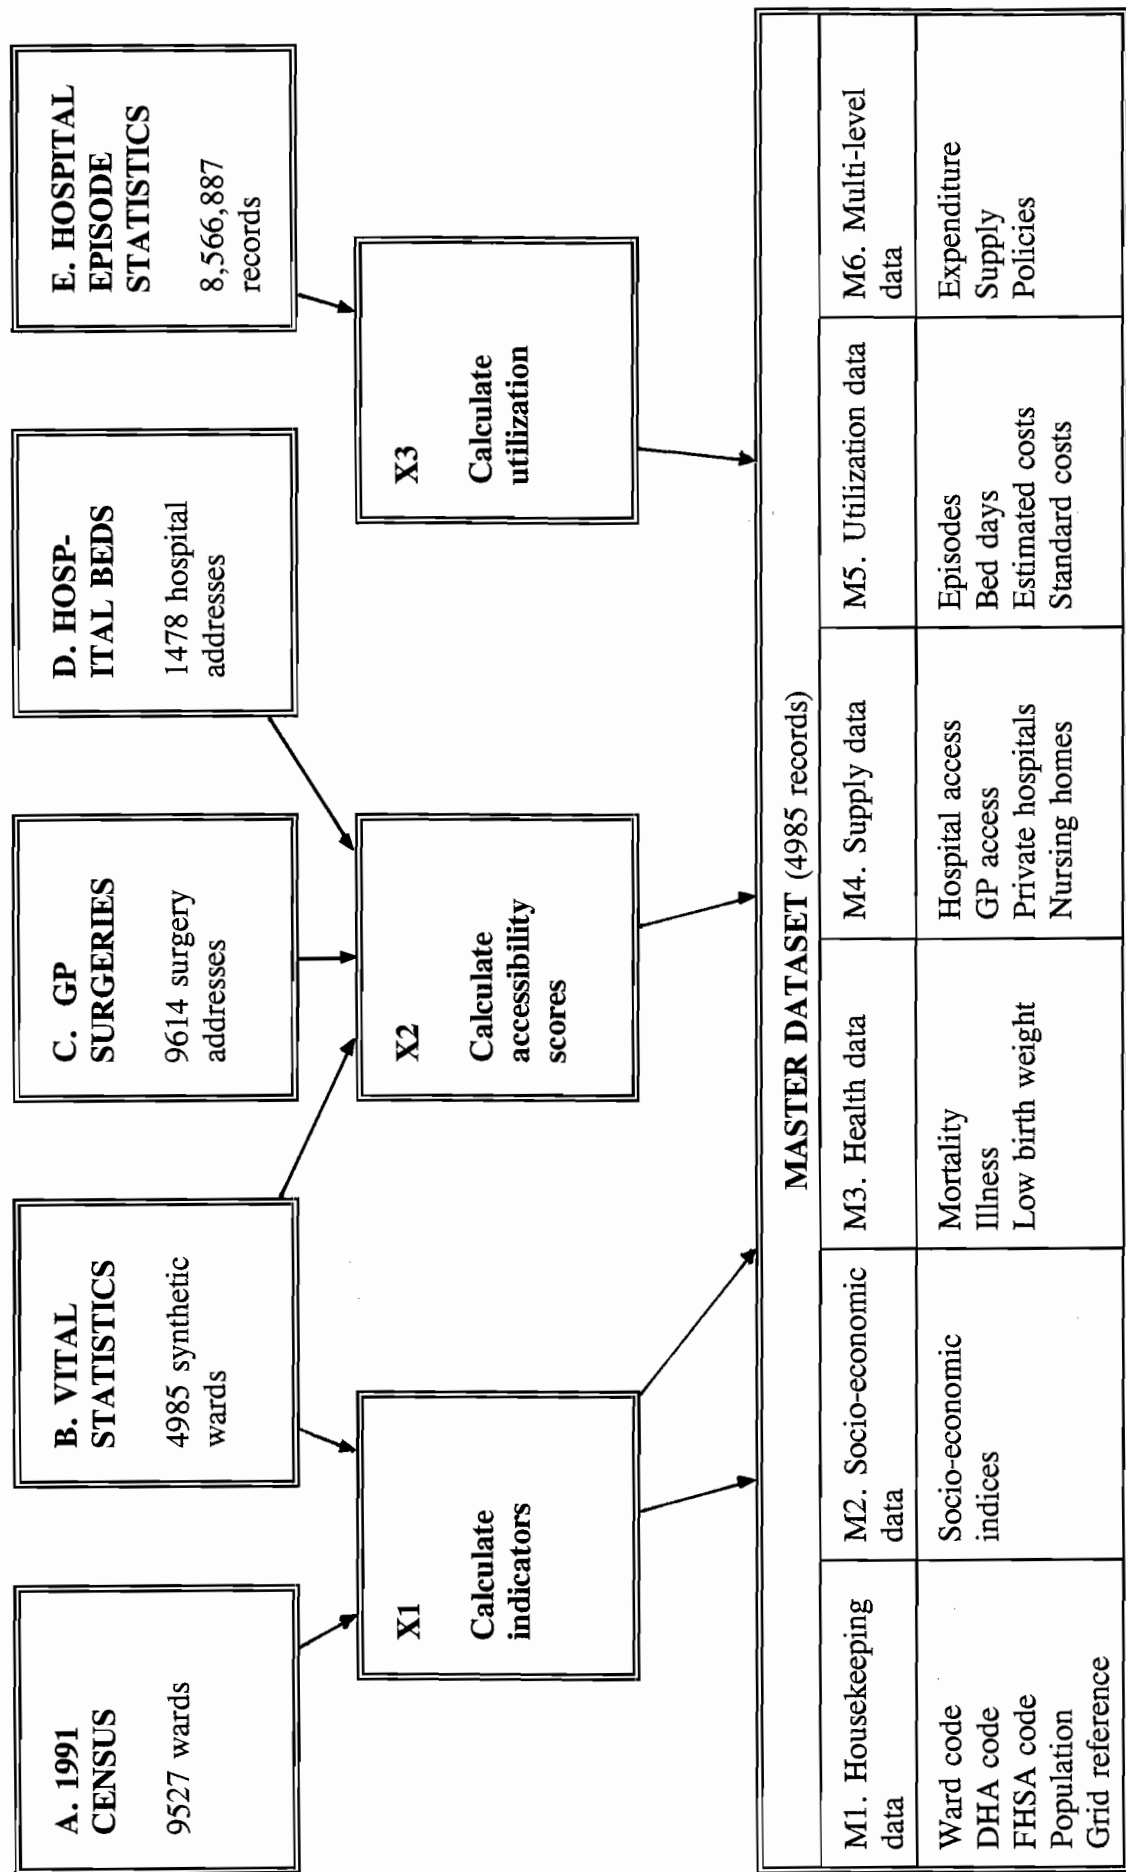 A. 1991
CENSUS
9527 wards
B. VITAL
STATISTICS
4985 synthetic
wards
C. GP
SURGERIES
9614 surgery
addresses
D. HOSP-
ITAL BEDS
1478 hospital
addresses
E. HOSPITAL
EPISODE
STATISTICS
8,566,887
records
X1
Calculate
indicators
X2
Calculate
accessibility
scores
X3
Calculate
utilization
MASTER DATASET (4985 records)
M1. Housekeeping
data
M2. Socio-economic
data
M3. Health data
M4. Supply data
M5. Utilization data
M6. Multi-level
data
Ward code
DHA code
FHSA code
Population
Grid reference
Socio-economic
indices
Mortality
Illness
Low birth weight
Hospital access
GP access
Private hospitals
Nursing homes
Episodes
Bed days
Estimated costs
Standard costs
Expenditure
Supply
Policies